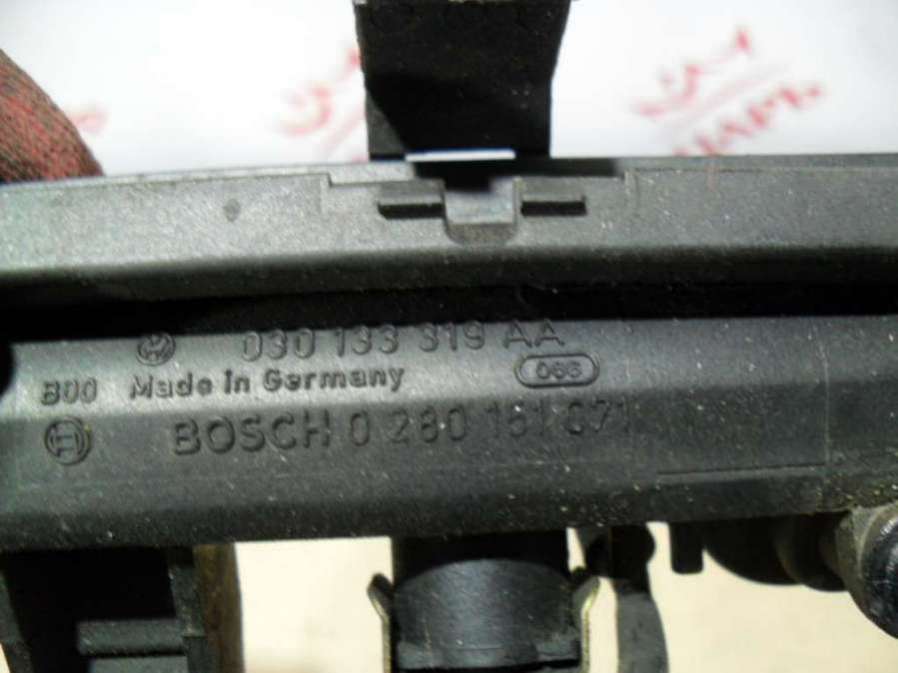 030 133 319 AA
B00 Made in Germany 066
BOSCH 0 280 151 071